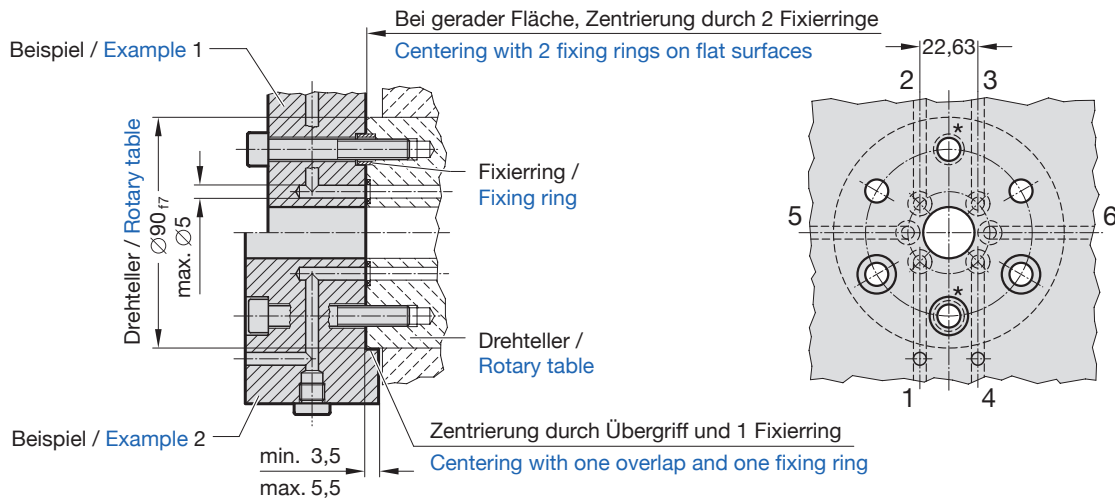 Bei gerader Fläche, Zentrierung durch 2 Fixierringe
Centering with 2 fixing rings on flat surfaces
Beispiel / Example 1
Drehteller / Rotary table
Ø90 f7
max. Ø5
Fixierring /
Fixing ring
Drehteller /
Rotary table
Beispiel / Example 2
min. 3,5
max. 5,5
Zentrierung durch Übergriff und 1 Fixierring
Centering with one overlap and one fixing ring
22,63
2 3
*
5 6
*
1 4